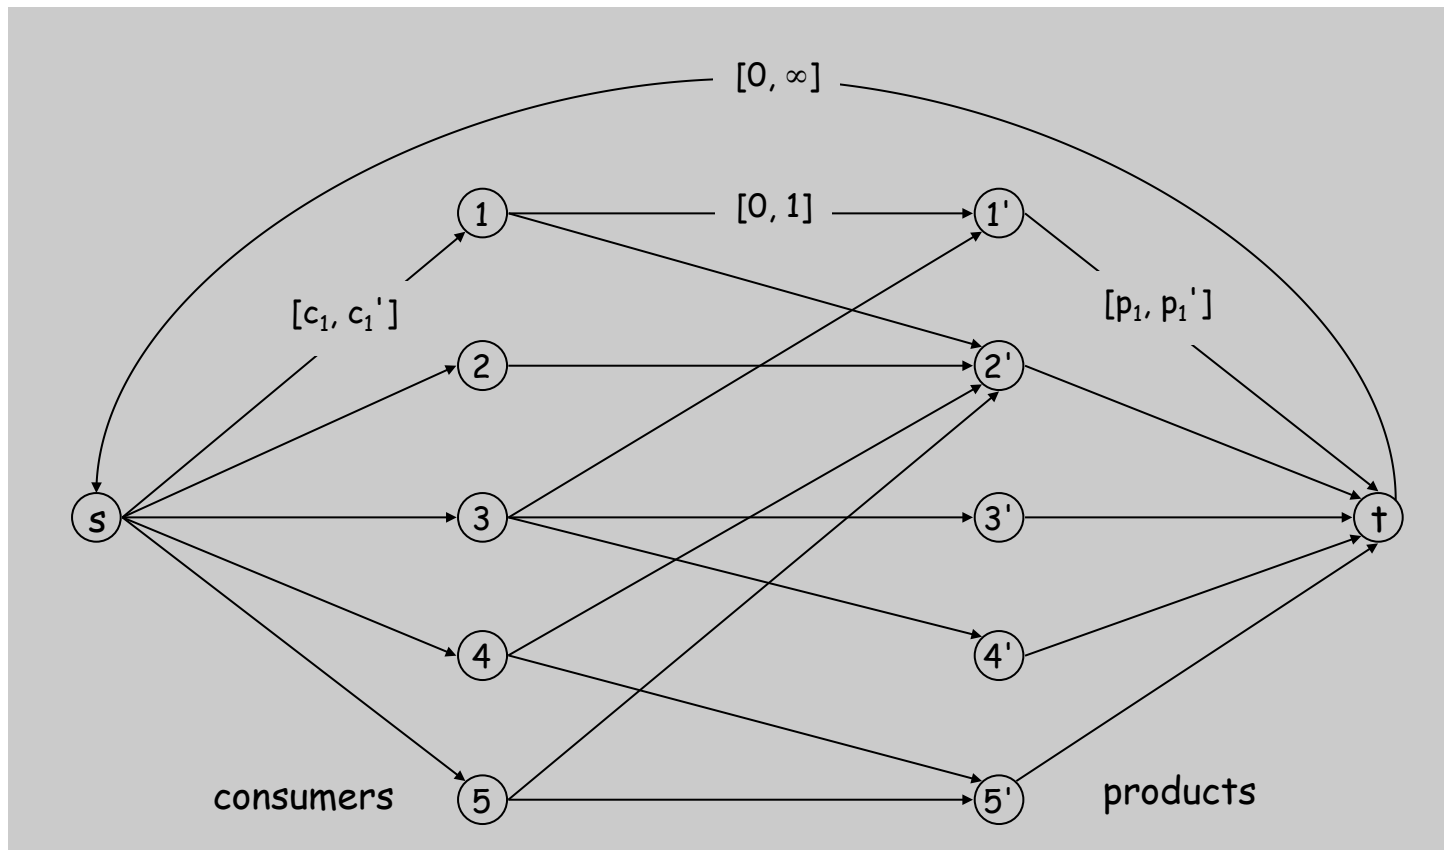 [0, ∞]
1
[0, 1]
1'
[c₁, c₁']
[p₁, p₁']
2
2'
s
3
3'
t
4
4'
consumers
5
5'
products